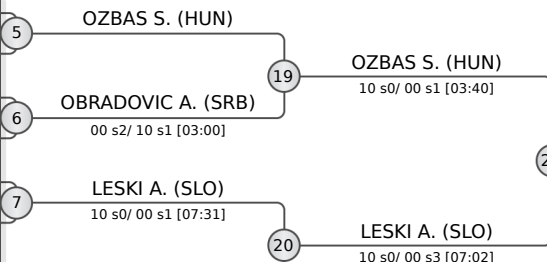 OZBAS S. (HUN)
5
OZBAS S. (HUN)
19
10 s0/ 00 s1 [03:40]
OBRADOVIC A. (SRB)
6
00 s2/ 10 s1 [03:00]
LESKI A. (SLO)
7
10 s0/ 00 s1 [07:31]
LESKI A. (SLO)
20
10 s0/ 00 s3 [07:02]